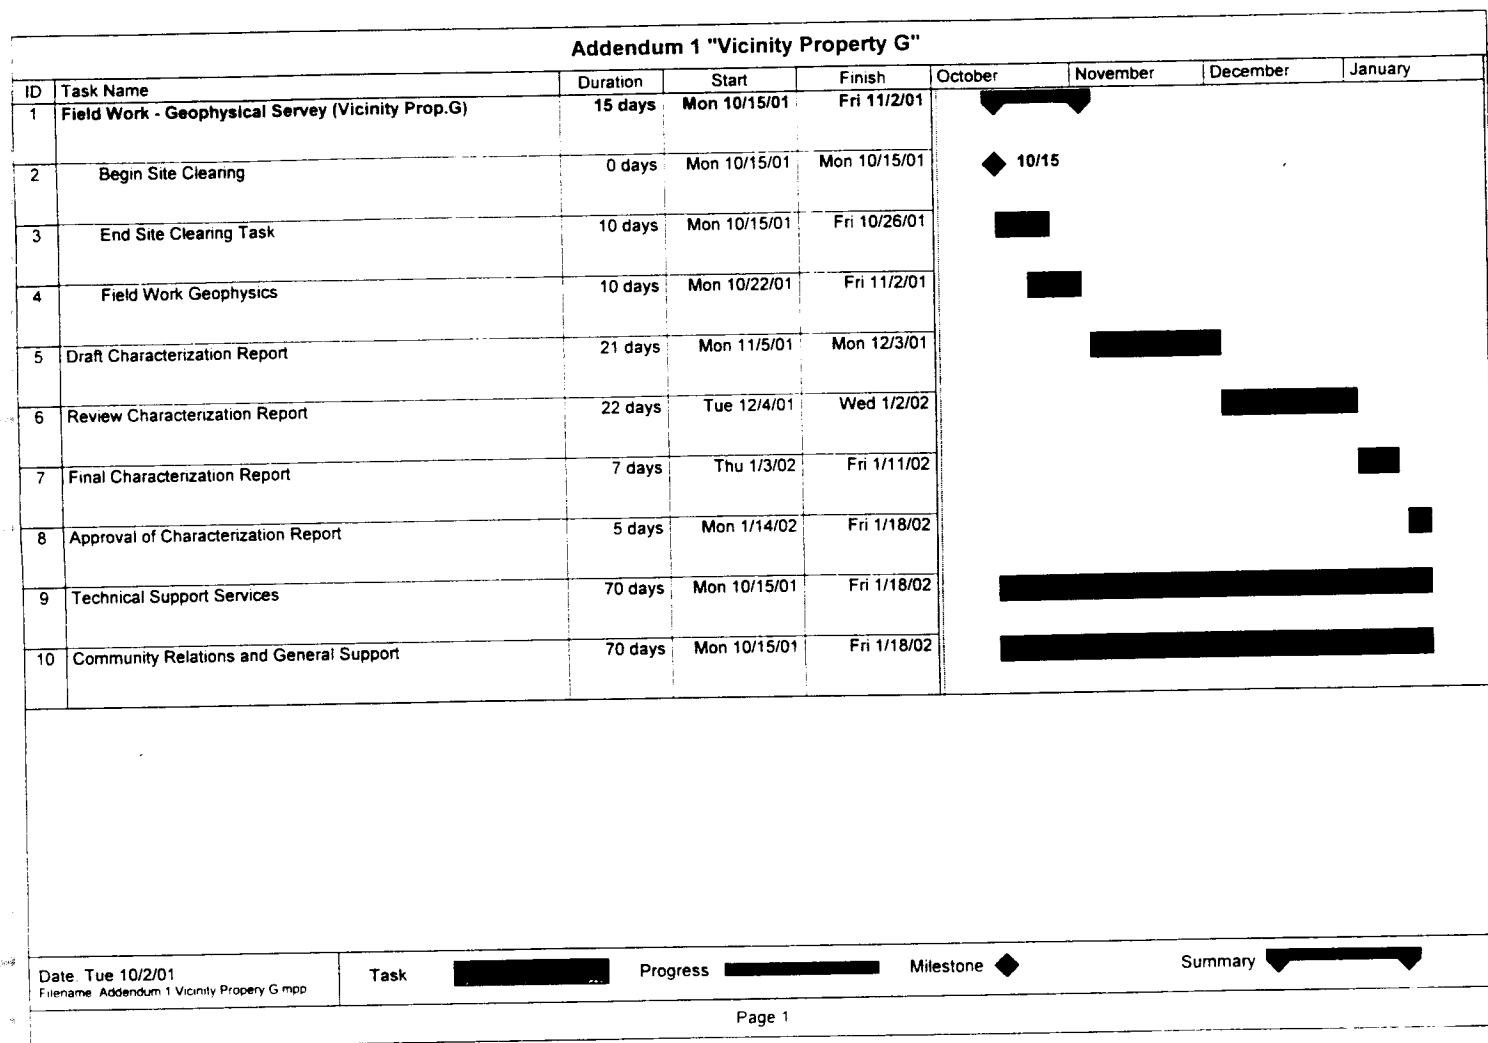 Addendum 1 "Vicinity Property G"
ID Task Name Duration Start Finish October November December January
1 Field Work - Geophysical Servey (Vicinity Prop.G) 15 days Mon 10/15/01 Fri 11/2/01
2 Begin Site Clearing 0 days Mon 10/15/01 Mon 10/15/01 10/15
3 End Site Clearing Task 10 days Mon 10/15/01 Fri 10/26/01
4 Field Work Geophysics 10 days Mon 10/22/01 Fri 11/2/01
5 Draft Characterization Report 21 days Mon 11/5/01 Mon 12/3/01
6 Review Characterization Report 22 days Tue 12/4/01 Wed 1/2/02
7 Final Characterization Report 7 days Thu 1/3/02 Fri 1/11/02
8 Approval of Characterization Report 5 days Mon 1/14/02 Fri 1/18/02
9 Technical Support Services 70 days Mon 10/15/01 Fri 1/18/02
10 Community Relations and General Support 70 days Mon 10/15/01 Fri 1/18/02
Date. Tue 10/2/01
Filename Addendum 1 Vicinity Propery G mpp
Task Progress Milestone Summary
Page 1